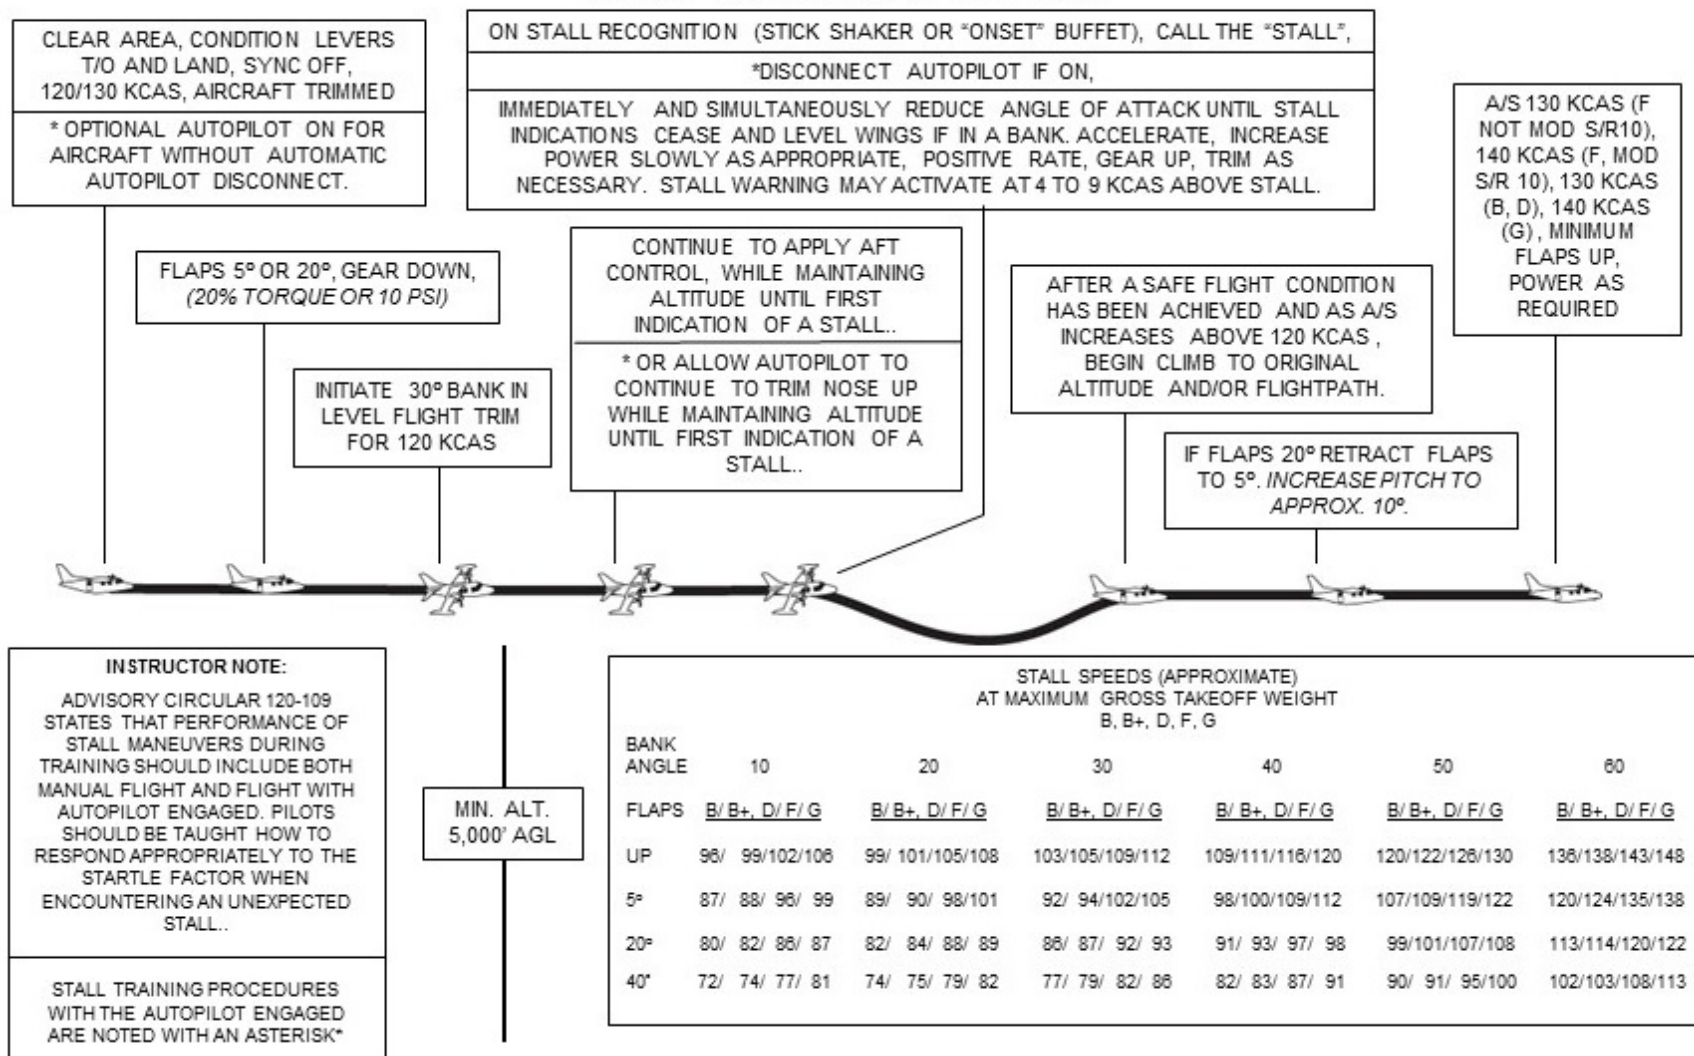 CLEAR AREA, CONDITION LEVERS
T/O AND LAND, SYNC OFF,
120/130 KCAS, AIRCRAFT TRIMMED
* OPTIONAL AUTOPILOT ON FOR
AIRCRAFT WITHOUT AUTOMATIC
AUTOPILOT DISCONNECT.
FLAPS 5º OR 20º, GEAR DOWN,
(20% TORQUE OR 10 PSI)
INITIATE 30º BANK IN
LEVEL FLIGHT TRIM
FOR 120 KCAS
ON STALL RECOGNITION (STICK SHAKER OR “ONSET” BUFFET), CALL THE “STALL”,
*DISCONNECT AUTOPILOT IF ON,
IMMEDIATELY AND SIMULTANEOUSLY REDUCE ANGLE OF ATTACK UNTIL STALL
INDICATIONS CEASE AND LEVEL WINGS IF IN A BANK. ACCELERATE, INCREASE
POWER SLOWLY AS APPROPRIATE, POSITIVE RATE, GEAR UP, TRIM AS
NECESSARY. STALL WARNING MAY ACTIVATE AT 4 TO 9 KCAS ABOVE STALL.
CONTINUE TO APPLY AFT
CONTROL, WHILE MAINTAINING
ALTITUDE UNTIL FIRST
INDICATION OF A STALL..
* OR ALLOW AUTOPILOT TO
CONTINUE TO TRIM NOSE UP
WHILE MAINTAINING ALTITUDE
UNTIL FIRST INDICATION OF A
STALL..
AFTER A SAFE FLIGHT CONDITION
HAS BEEN ACHIEVED AND AS A/S
INCREASES ABOVE 120 KCAS ,
BEGIN CLIMB TO ORIGINAL
ALTITUDE AND/OR FLIGHTPATH.
IF FLAPS 20º RETRACT FLAPS
TO 5º. INCREASE PITCH TO
APPROX. 10º.
A/S 130 KCAS (F
NOT MOD S/R10),
140 KCAS (F, MOD
S/R 10), 130 KCAS
(B, D), 140 KCAS
(G) , MINIMUM
FLAPS UP,
POWER AS
REQUIRED
INSTRUCTOR NOTE:
ADVISORY CIRCULAR 120-109
STATES THAT PERFORMANCE OF
STALL MANEUVERS DURING
TRAINING SHOULD INCLUDE BOTH
MANUAL FLIGHT AND FLIGHT WITH
AUTOPILOT ENGAGED. PILOTS
SHOULD BE TAUGHT HOW TO
RESPOND APPROPRIATELY TO THE
STARTLE FACTOR WHEN
ENCOUNTERING AN UNEXPECTED
STALL..
STALL TRAINING PROCEDURES
WITH THE AUTOPILOT ENGAGED
ARE NOTED WITH AN ASTERISK*
MIN. ALT.
5,000’ AGL
STALL SPEEDS (APPROXIMATE)
AT MAXIMUM GROSS TAKEOFF WEIGHT
B, B+, D, F, G
BANK
ANGLE 10 20 30 40 50 60
FLAPS B/ B+, D/ F/ G B/ B+, D/ F/ G B/ B+, D/ F/ G B/ B+, D/ F/ G B/ B+, D/ F/ G B/ B+, D/ F/ G
UP 96/ 99/102/106 99/ 101/105/108 103/105/109/112 109/111/116/120 120/122/126/130 136/138/143/148
5º 87/ 88/ 96/ 99 89/ 90/ 98/101 92/ 94/102/105 98/100/109/112 107/109/119/122 120/124/135/138
20º 80/ 82/ 86/ 87 82/ 84/ 88/ 89 86/ 87/ 92/ 93 91/ 93/ 97/ 98 99/101/107/108 113/114/120/122
40° 72/ 74/ 77/ 81 74/ 75/ 79/ 82 77/ 79/ 82/ 86 82/ 83/ 87/ 91 90/ 91/ 95/100 102/103/108/113